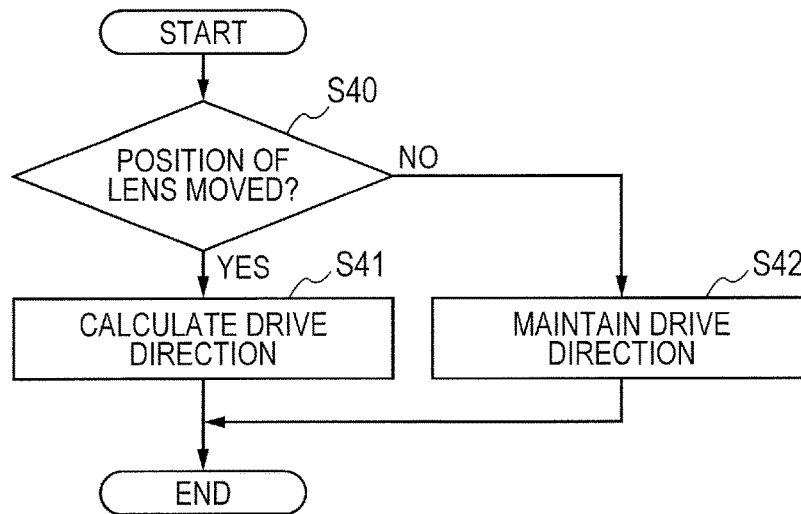 START
S40
POSITION OF
LENS MOVED?
NO
YES
S41
S42
CALCULATE DRIVE
DIRECTION
MAINTAIN DRIVE
DIRECTION
END